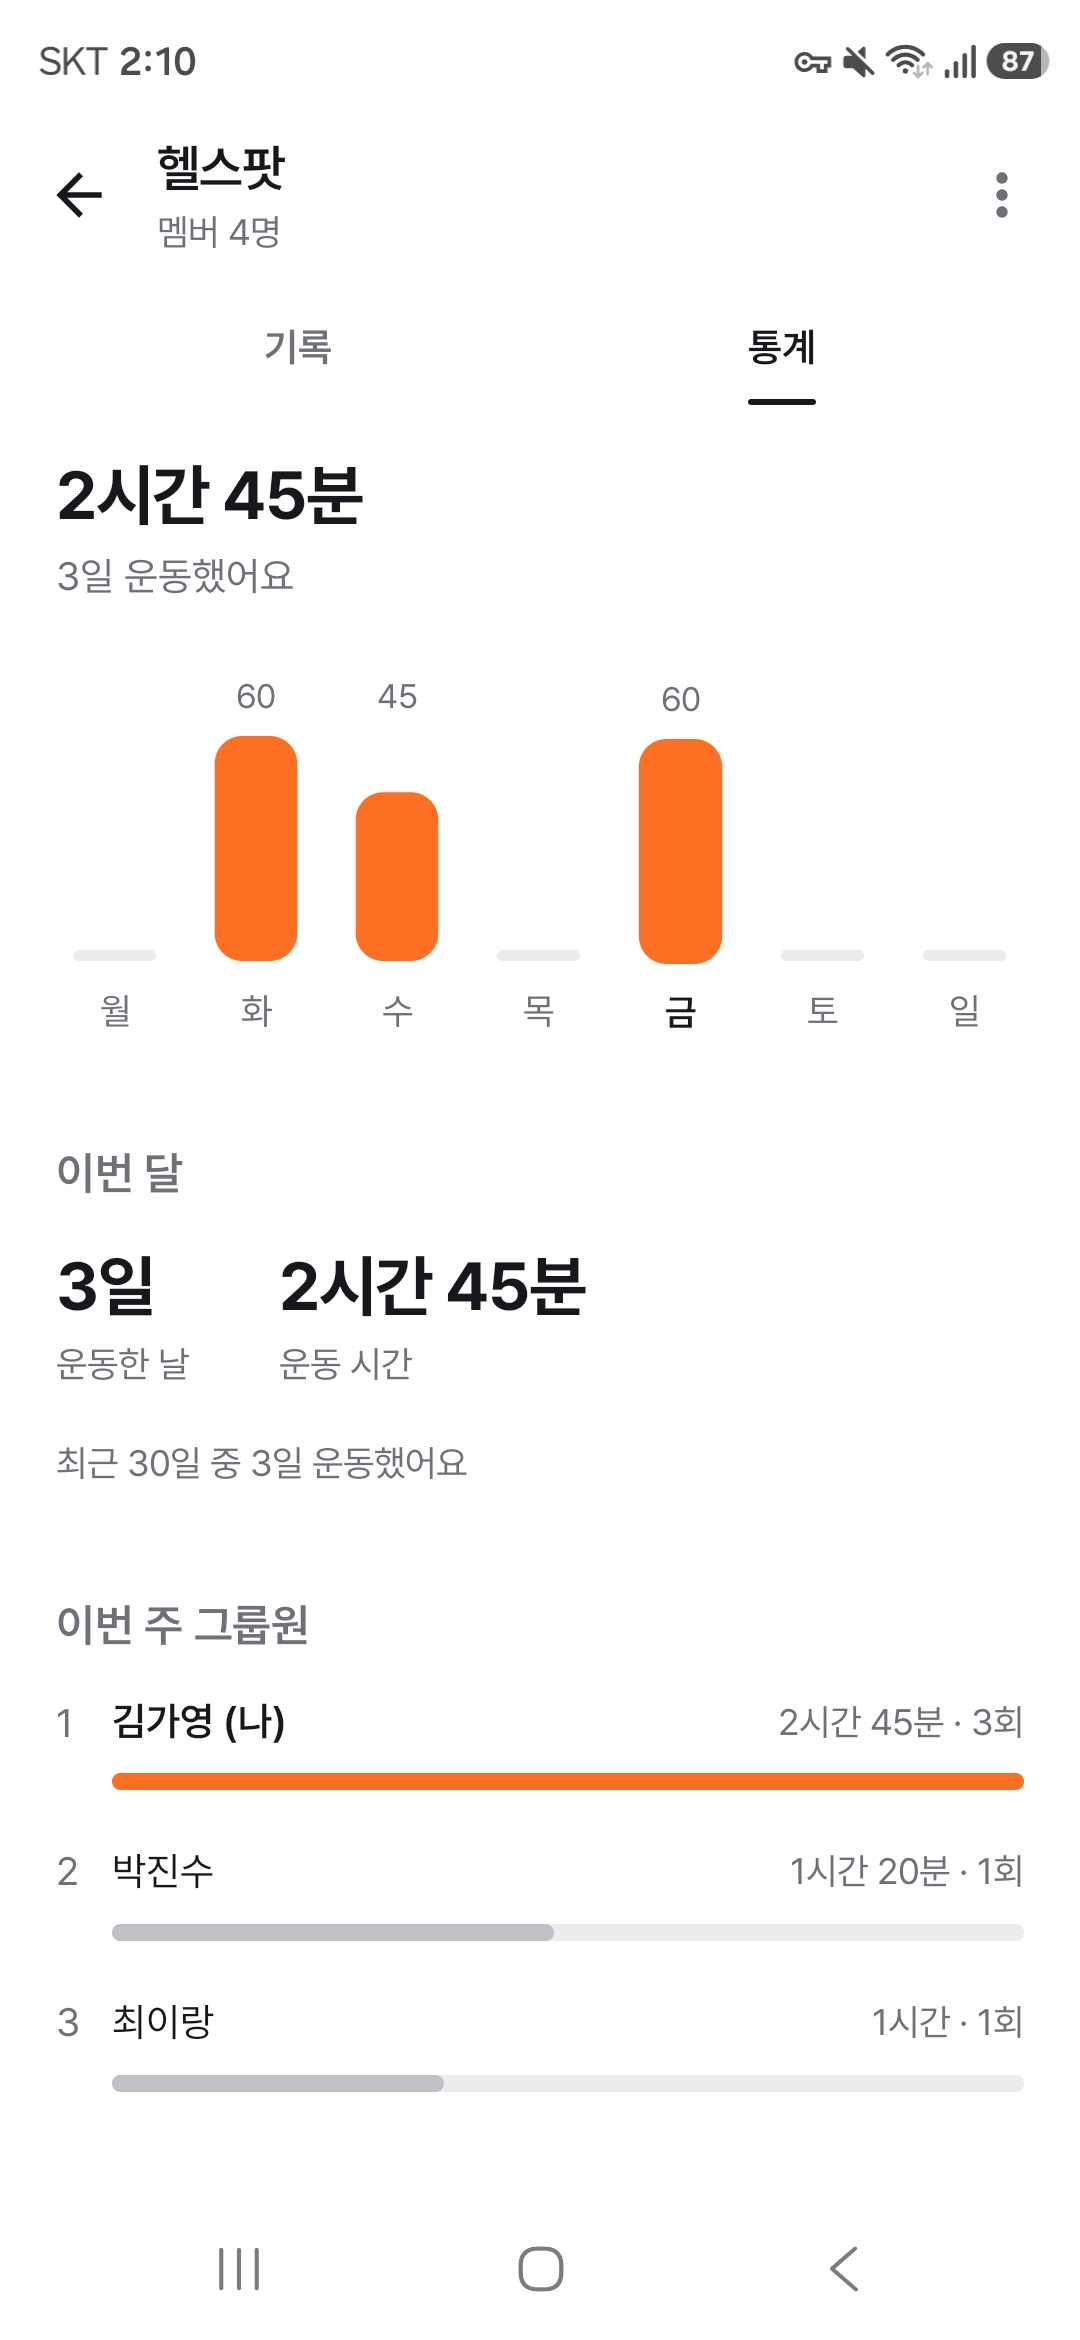 SKT 2:10 87
헬스팟
멤버 4명
기록 통계
2시간 45분
3일 운동했어요
60 45 60
월 화 수 목 금 토 일
이번 달
3일 2시간 45분
운동한 날 운동 시간
최근 30일 중 3일 운동했어요
이번 주 그룹원
1 김가영 (나) 2시간 45분 · 3회
2 박진수 1시간 20분 · 1회
3 최이랑 1시간 · 1회